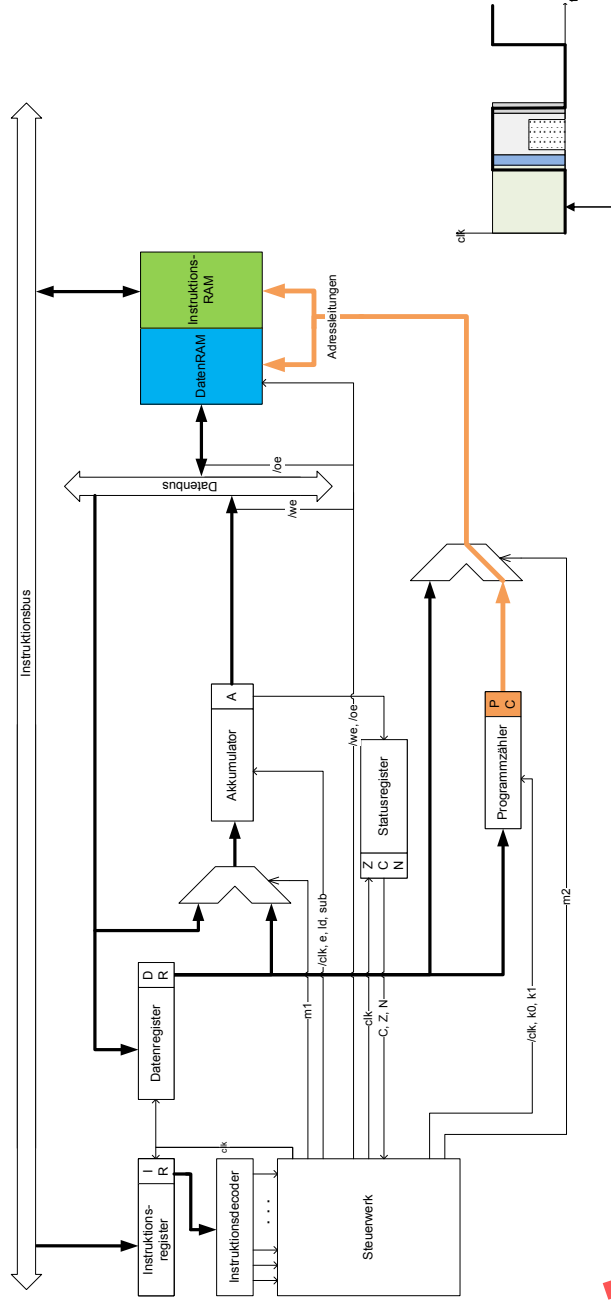 Instruktionsbus
Instruktions-
register
I
R
Datenregister
D
R
Instruktionsdecoder
. . .
Steuerwerk
clk
m1
/clk, e, ld, sub
/we, /oe
clk
C, Z, N
/clk, k0, k1
m2
Akkumulator
A
Statusregister
Z
C
N
Programmzähler
P
C
Datenbus
/we
/oe
DatenRAM
Instruktions-
RAM
Adressleitungen
clk